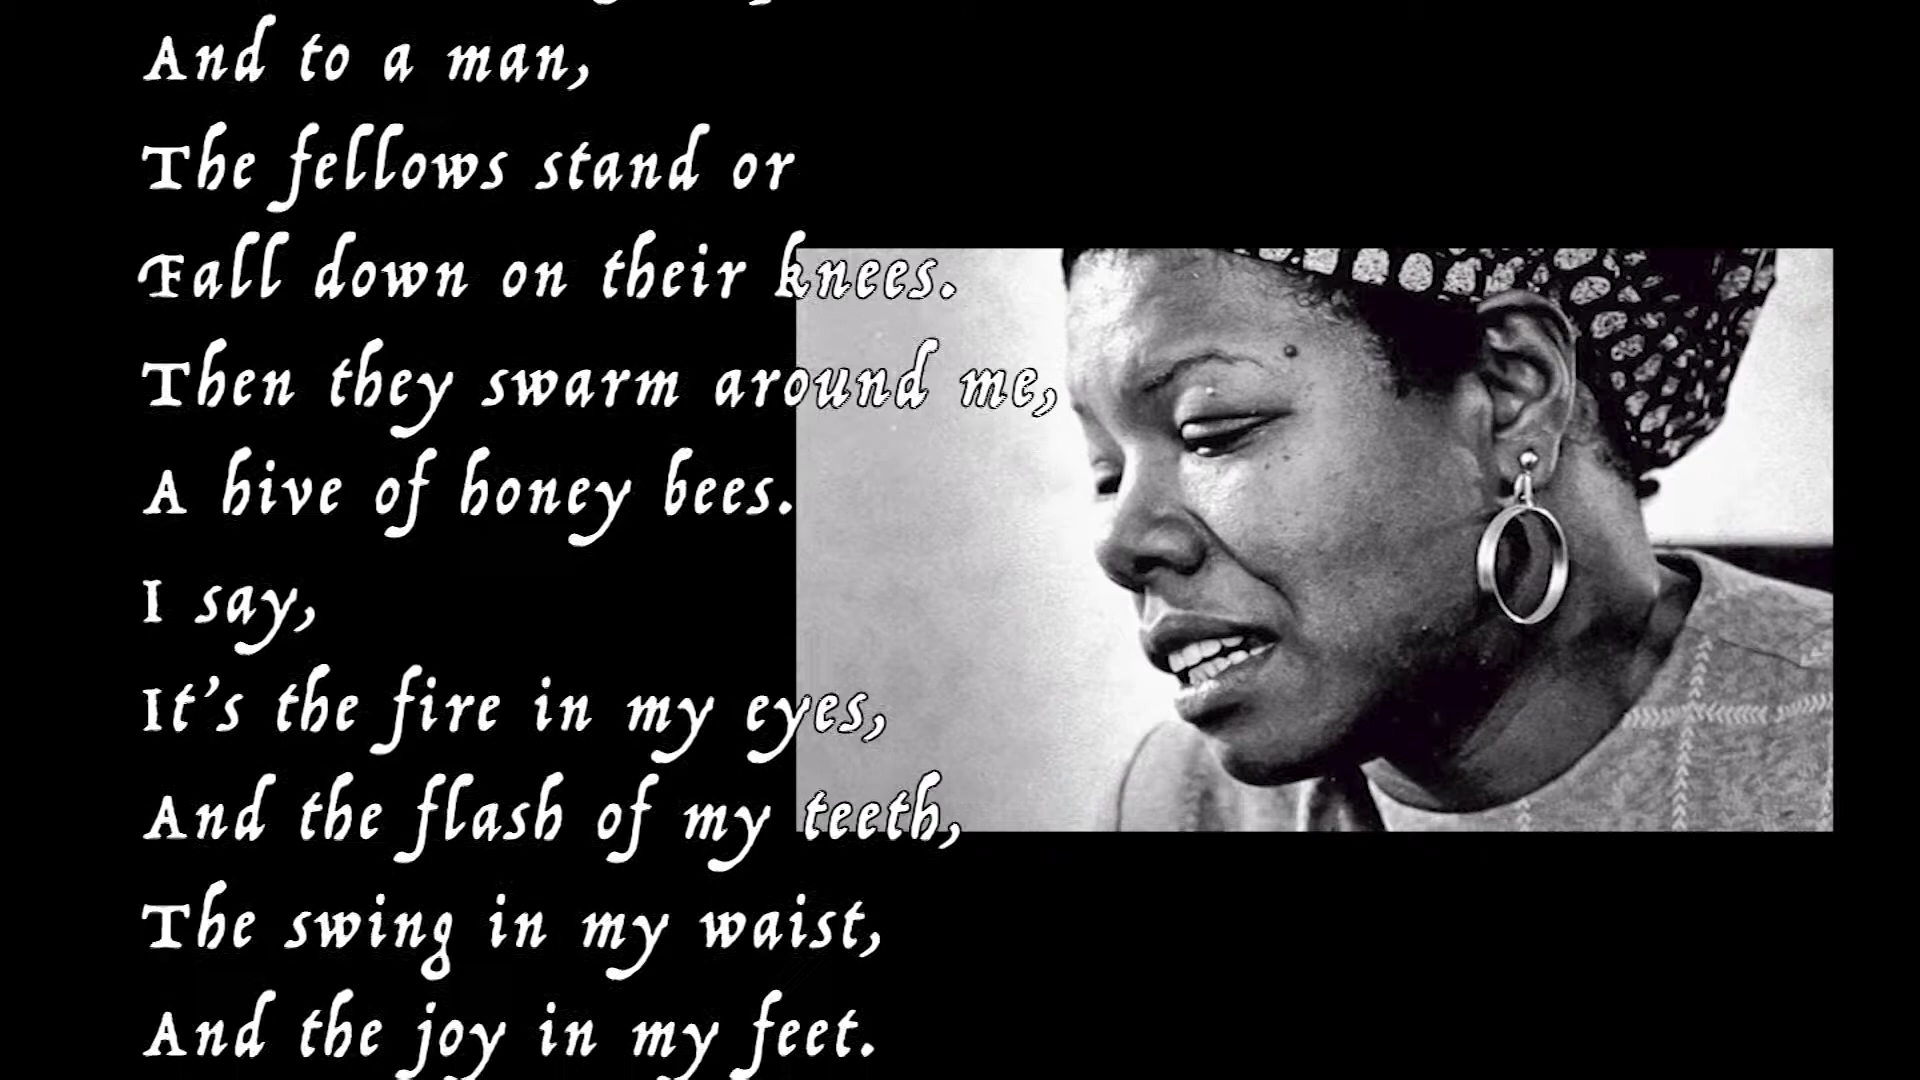 And to a man,
The fellows stand or
Fall down on their knees.
Then they swarm around me,
A hive of honey bees.
I say,
It's the fire in my eyes,
And the flash of my teeth,
The swing in my waist,
And the joy in my feet.